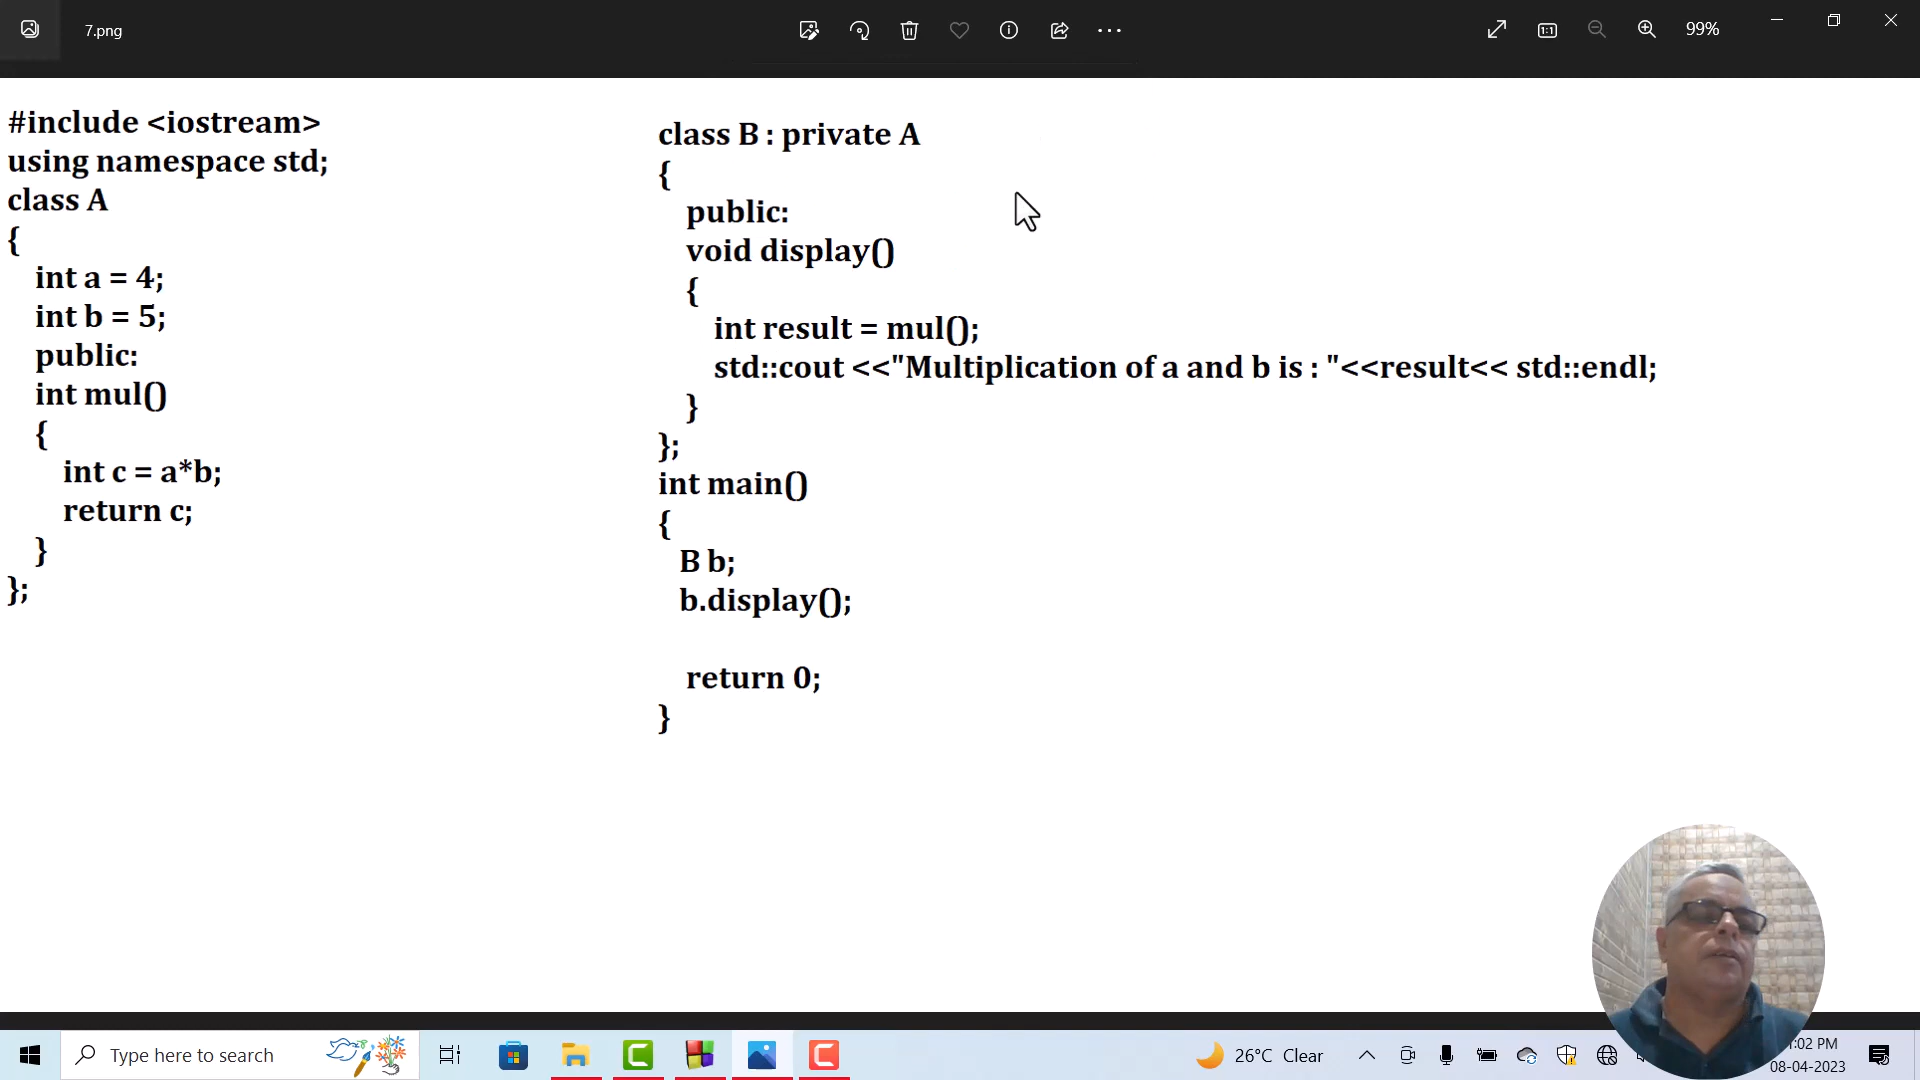 7.png
99%
#include <iostream>
using namespace std;
class A
{
int a = 4;
int b = 5;
public:
int mul()
{
int c = a*b;
return c;
}
};
class B : private A
{
public:
void display()
{
int result = mul();
std::cout <<"Multiplication of a and b is : "<<result<< std::endl;
}
};
int main()
{
B b;
b.display();
return 0;
}
Type here to search
26°C Clear
:02 PM
08-04-2023